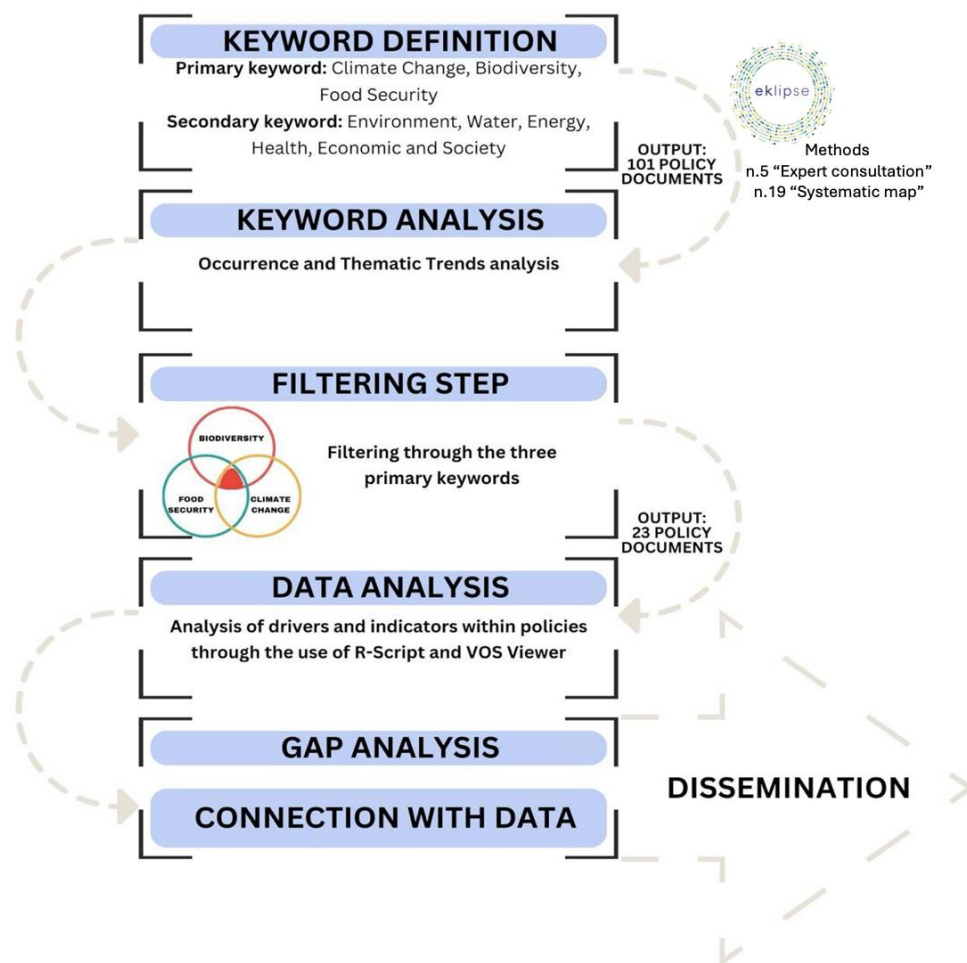 KEYWORD DEFINITION
Primary keyword: Climate Change, Biodiversity,
Food Security
Secondary keyword: Environment, Water, Energy,
Health, Economic and Society
eklipse
Methods
n.5 “Expert consultation”
n.19 “Systematic map”
OUTPUT:
101 POLICY
DOCUMENTS
KEYWORD ANALYSIS
Occurrence and Thematic Trends analysis
FILTERING STEP
BIODIVERSITY
FOOD
SECURITY
CLIMATE
CHANGE
Filtering through the three
primary keywords
OUTPUT:
23 POLICY
DOCUMENTS
DATA ANALYSIS
Analysis of drivers and indicators within policies
through the use of R-Script and VOS Viewer
GAP ANALYSIS
CONNECTION WITH DATA
DISSEMINATION